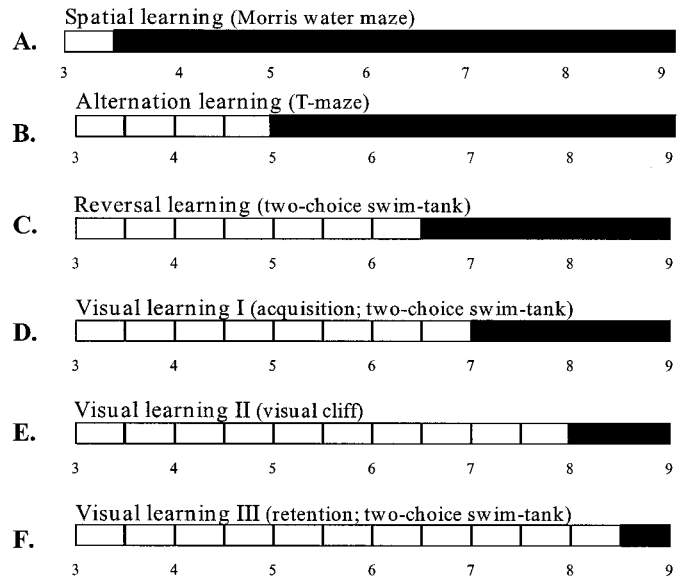 Spatial learning (Morris water maze)
A.
3 4 5 6 7 8 9
Alternation learning (T-maze)
B.
3 4 5 6 7 8 9
Reversal learning (two-choice swim-tank)
C.
3 4 5 6 7 8 9
Visual learning I (acquisition; two-choice swim-tank)
D.
3 4 5 6 7 8 9
Visual learning II (visual cliff)
E.
3 4 5 6 7 8 9
Visual learning III (retention; two-choice swim-tank)
F.
3 4 5 6 7 8 9